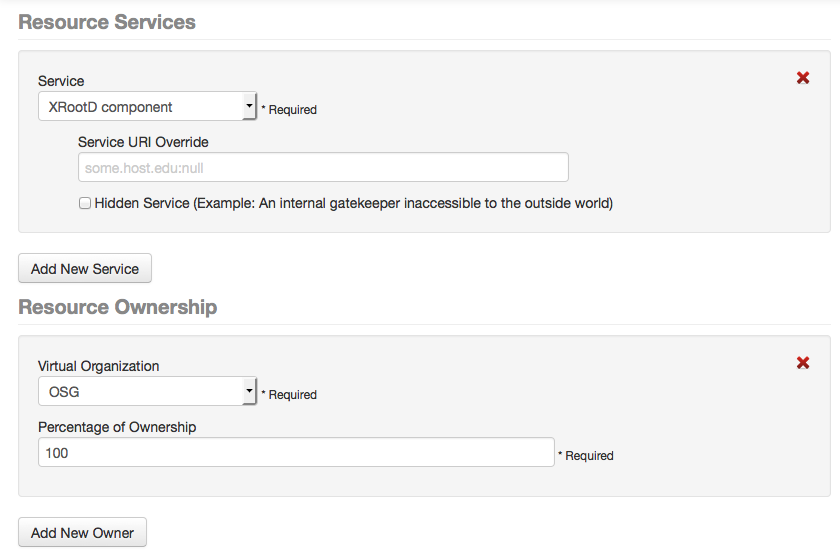 Resource Services
Service
XRootD component
* Required
Service URI Override
some.host.edu:null
Hidden Service (Example: An internal gatekeeper inaccessible to the outside world)
Add New Service
Resource Ownership
Virtual Organization
OSG
* Required
Percentage of Ownership
100
* Required
Add New Owner